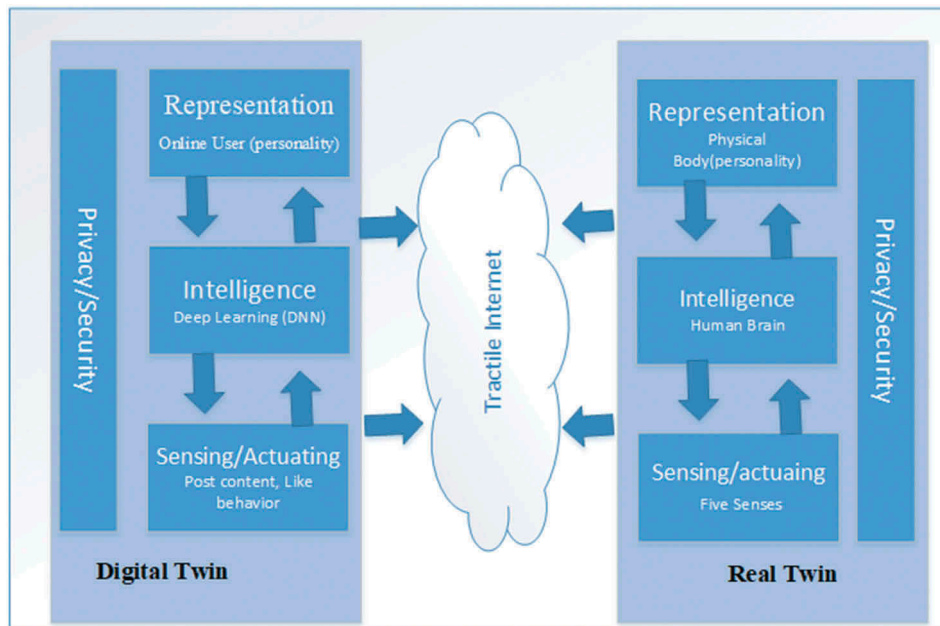 Privacy/Security
Representation
Online User (personality)
Intelligence
Deep Learning (DNN)
Sensing/Actuating
Post content, Like
behavior
Digital Twin
Tractile Internet
Representation
Physical
Body(personality)
Intelligence
Human Brain
Sensing/actuaing
Five Senses
Privacy/Security
Real Twin